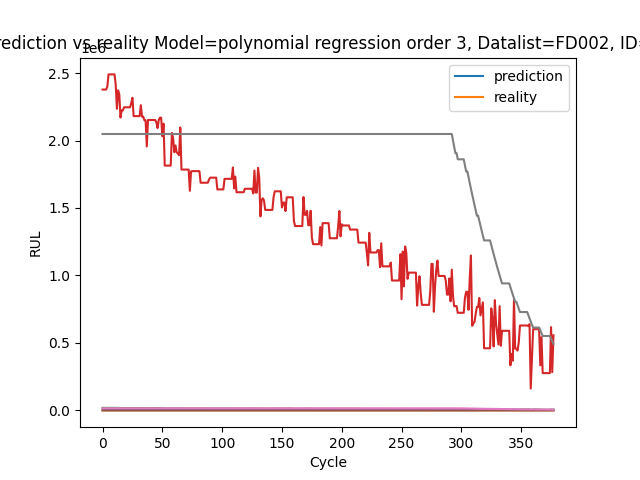 rediction vs reality Model=polynomial regression order 3, Datalist=FD002, ID
1e6
2.5
2.0
1.5
1.0
0.5
0.0
RUL
prediction
reality
0 50 100 150 200 250 300 350
Cycle